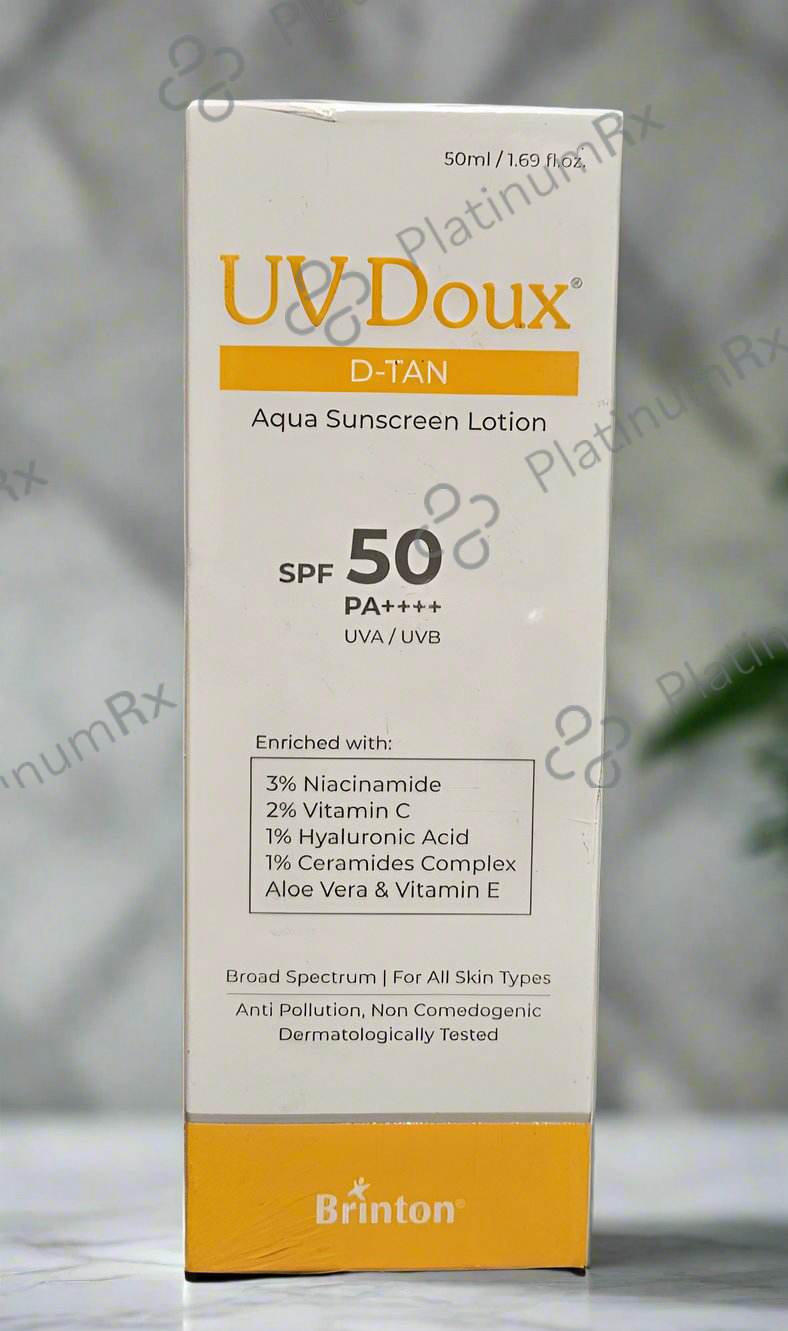 50ml / 1.69 fl.oz.
UV Doux®
D-TAN
Aqua Sunscreen Lotion
SPF 50
PA++++
UVA / UVB
Enriched with:
3% Niacinamide
2% Vitamin C
1% Hyaluronic Acid
1% Ceramides Complex
Aloe Vera & Vitamin E
Broad Spectrum | For All Skin Types
Anti Pollution, Non Comedogenic
Dermatologically Tested
Brinton®
PlatinumRx
PlatinumRx
PlatinumRx